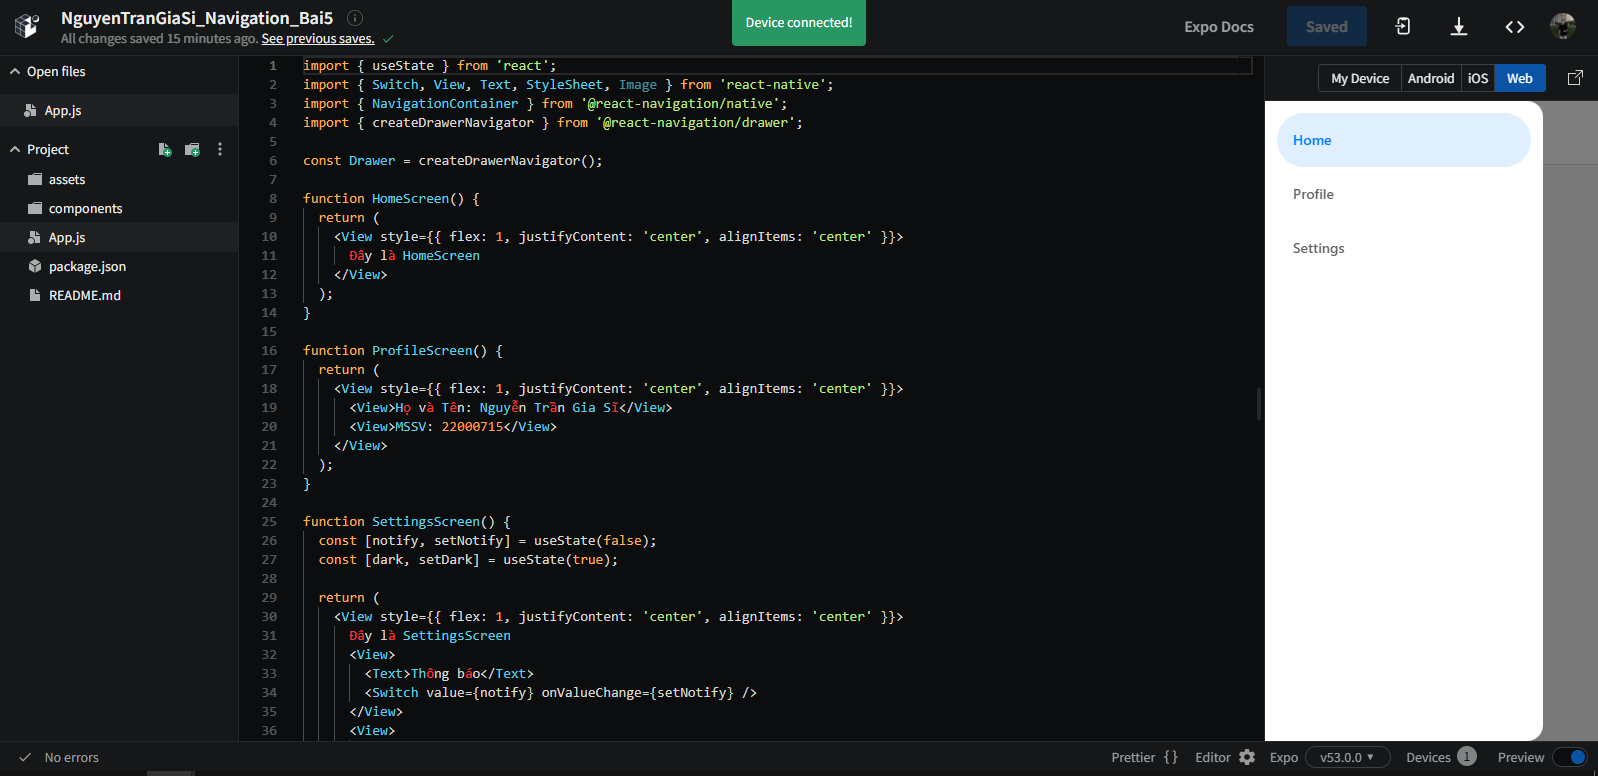 NguyenTranGiaSi_Navigation_Bai5
All changes saved 15 minutes ago. See previous saves.
Device connected!
Expo Docs
Saved
Open files
App.js
Project
assets
components
App.js
package.json
README.md
1 import { useState } from 'react';
2 import { Switch, View, Text, StyleSheet, Image } from 'react-native';
3 import { NavigationContainer } from '@react-navigation/native';
4 import { createDrawerNavigator } from '@react-navigation/drawer';
5
6 const Drawer = createDrawerNavigator();
7
8 function HomeScreen() {
9 return (
10 <View style={{ flex: 1, justifyContent: 'center', alignItems: 'center' }}>
11 Đây là HomeScreen
12 </View>
13 );
14 }
15
16 function ProfileScreen() {
17 return (
18 <View style={{ flex: 1, justifyContent: 'center', alignItems: 'center' }}>
19 <View>Họ và Tên: Nguyễn Trần Gia Sĩ</View>
20 <View>MSSV: 22000715</View>
21 </View>
22 );
23 }
24
25 function SettingsScreen() {
26 const [notify, setNotify] = useState(false);
27 const [dark, setDark] = useState(true);
28
29 return (
30 <View style={{ flex: 1, justifyContent: 'center', alignItems: 'center' }}>
31 Đây là SettingsScreen
32 <View>
33 <Text>Thông báo</Text>
34 <Switch value={notify} onValueChange={setNotify} />
35 </View>
36 <View>
My Device Android iOS Web
Home
Profile
Settings
No errors
Prettier {} Editor Expo v53.0.0 Devices 1 Preview